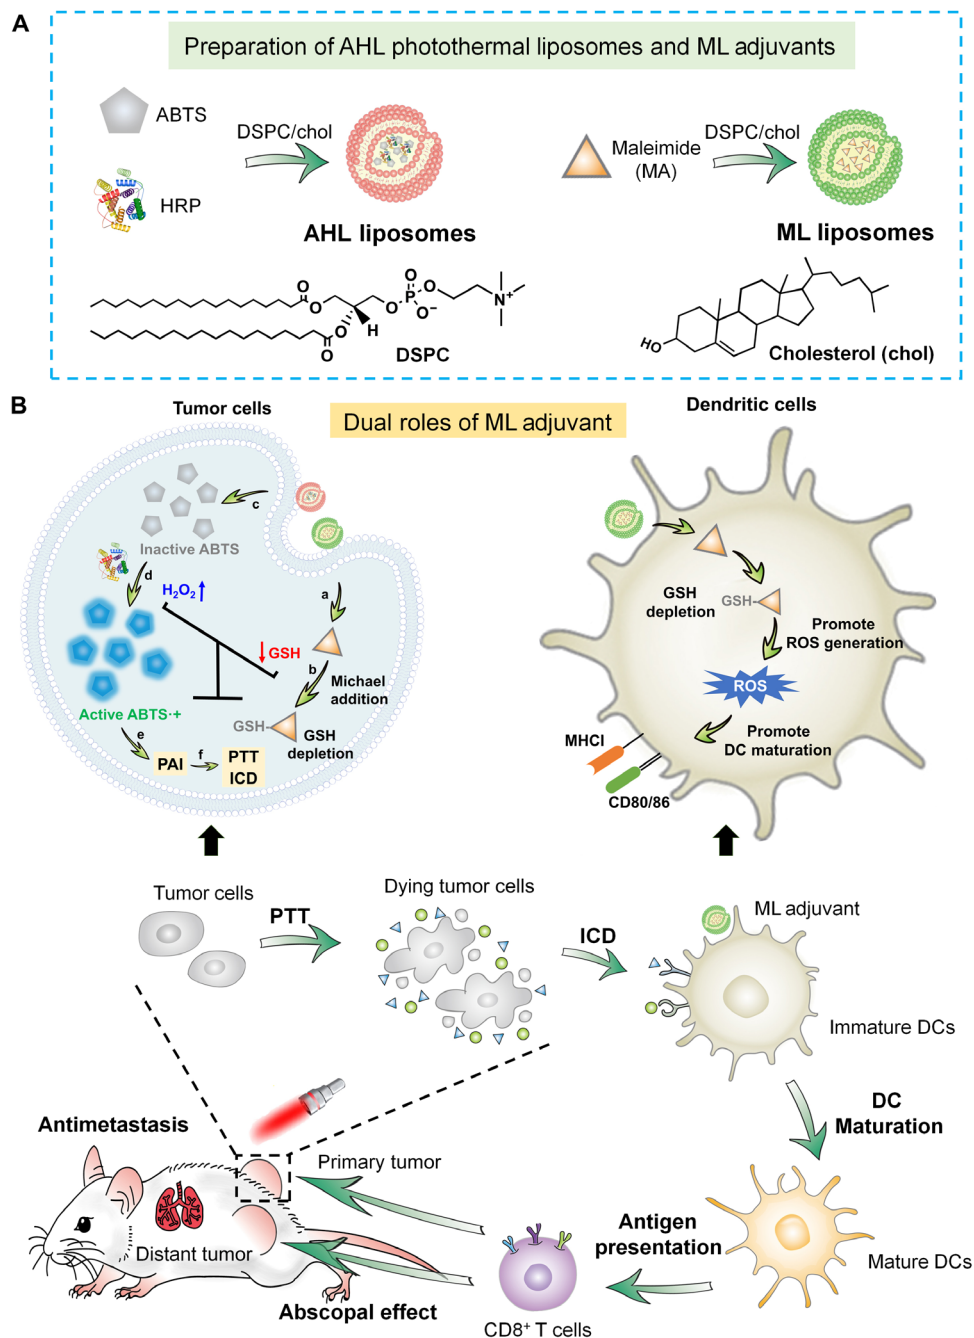 A
Preparation of AHL photothermal liposomes and ML adjuvants
ABTS
HRP
DSPC/chol
AHL liposomes
Maleimide
(MA)
DSPC/chol
ML liposomes
O
O
O
P
O
O⁻
N⁺
O
O
H
DSPC
HO
Cholesterol (chol)
B
Dual roles of ML adjuvant
Tumor cells
c
Inactive ABTS
d
H₂O₂
a
GSH
b
Michael
addition
Active ABTS·+
GSH
GSH
depletion
e
PAI
f
PTT
ICD
Dendritic cells
GSH
depletion
GSH
Promote
ROS generation
ROS
Promote
DC maturation
MHCI
CD80/86
Tumor cells
PTT
Dying tumor cells
ICD
ML adjuvant
Immature DCs
DC
Maturation
Mature DCs
Antigen
presentation
CD8⁺ T cells
Antimetastasis
Primary tumor
Distant tumor
Abscopal effect